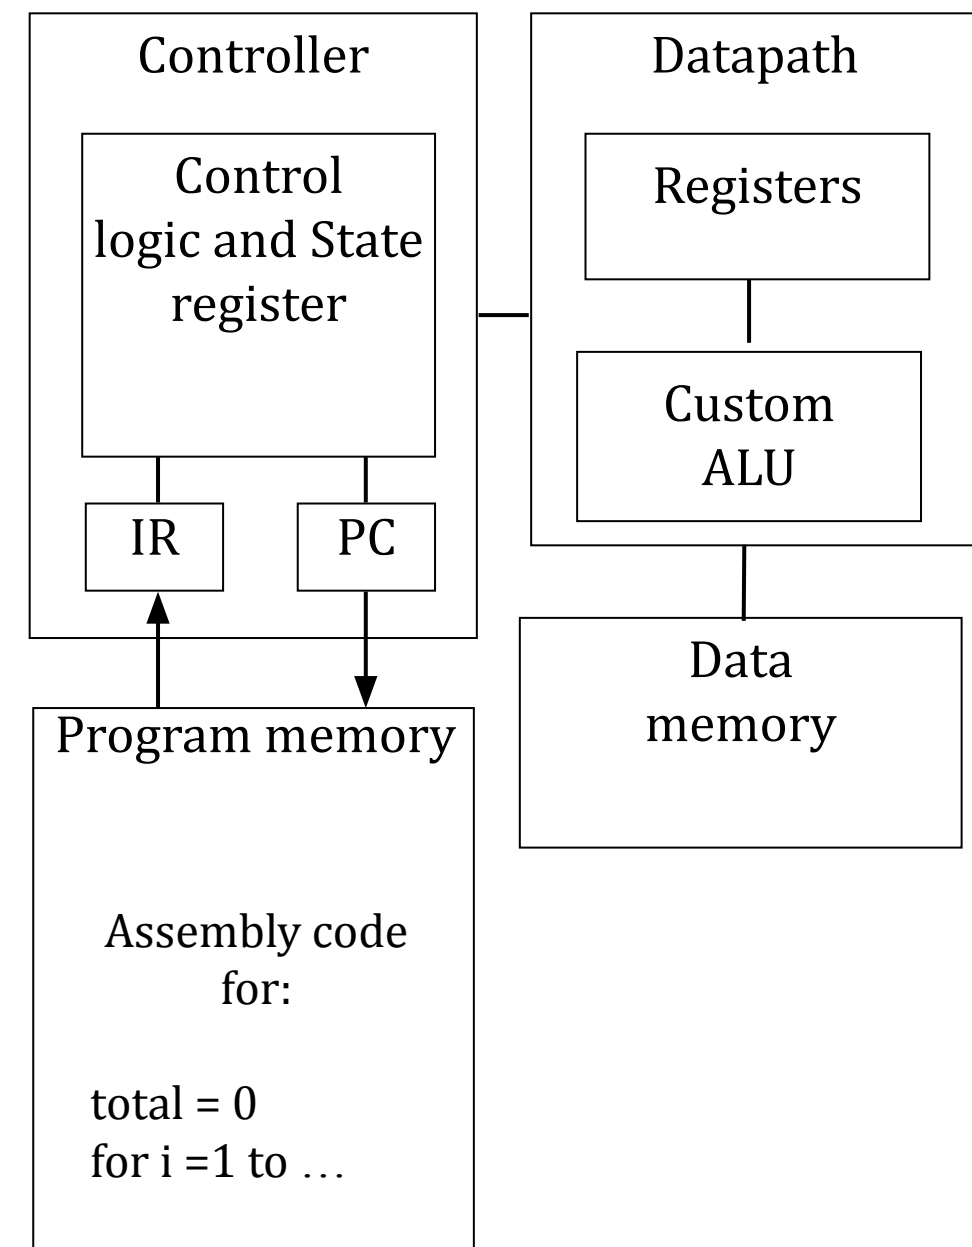 Controller
Control
logic and State
register
IR
PC
Datapath
Registers
Custom
ALU
Data
memory
Program memory
Assembly code
for:
total = 0
for i =1 to …